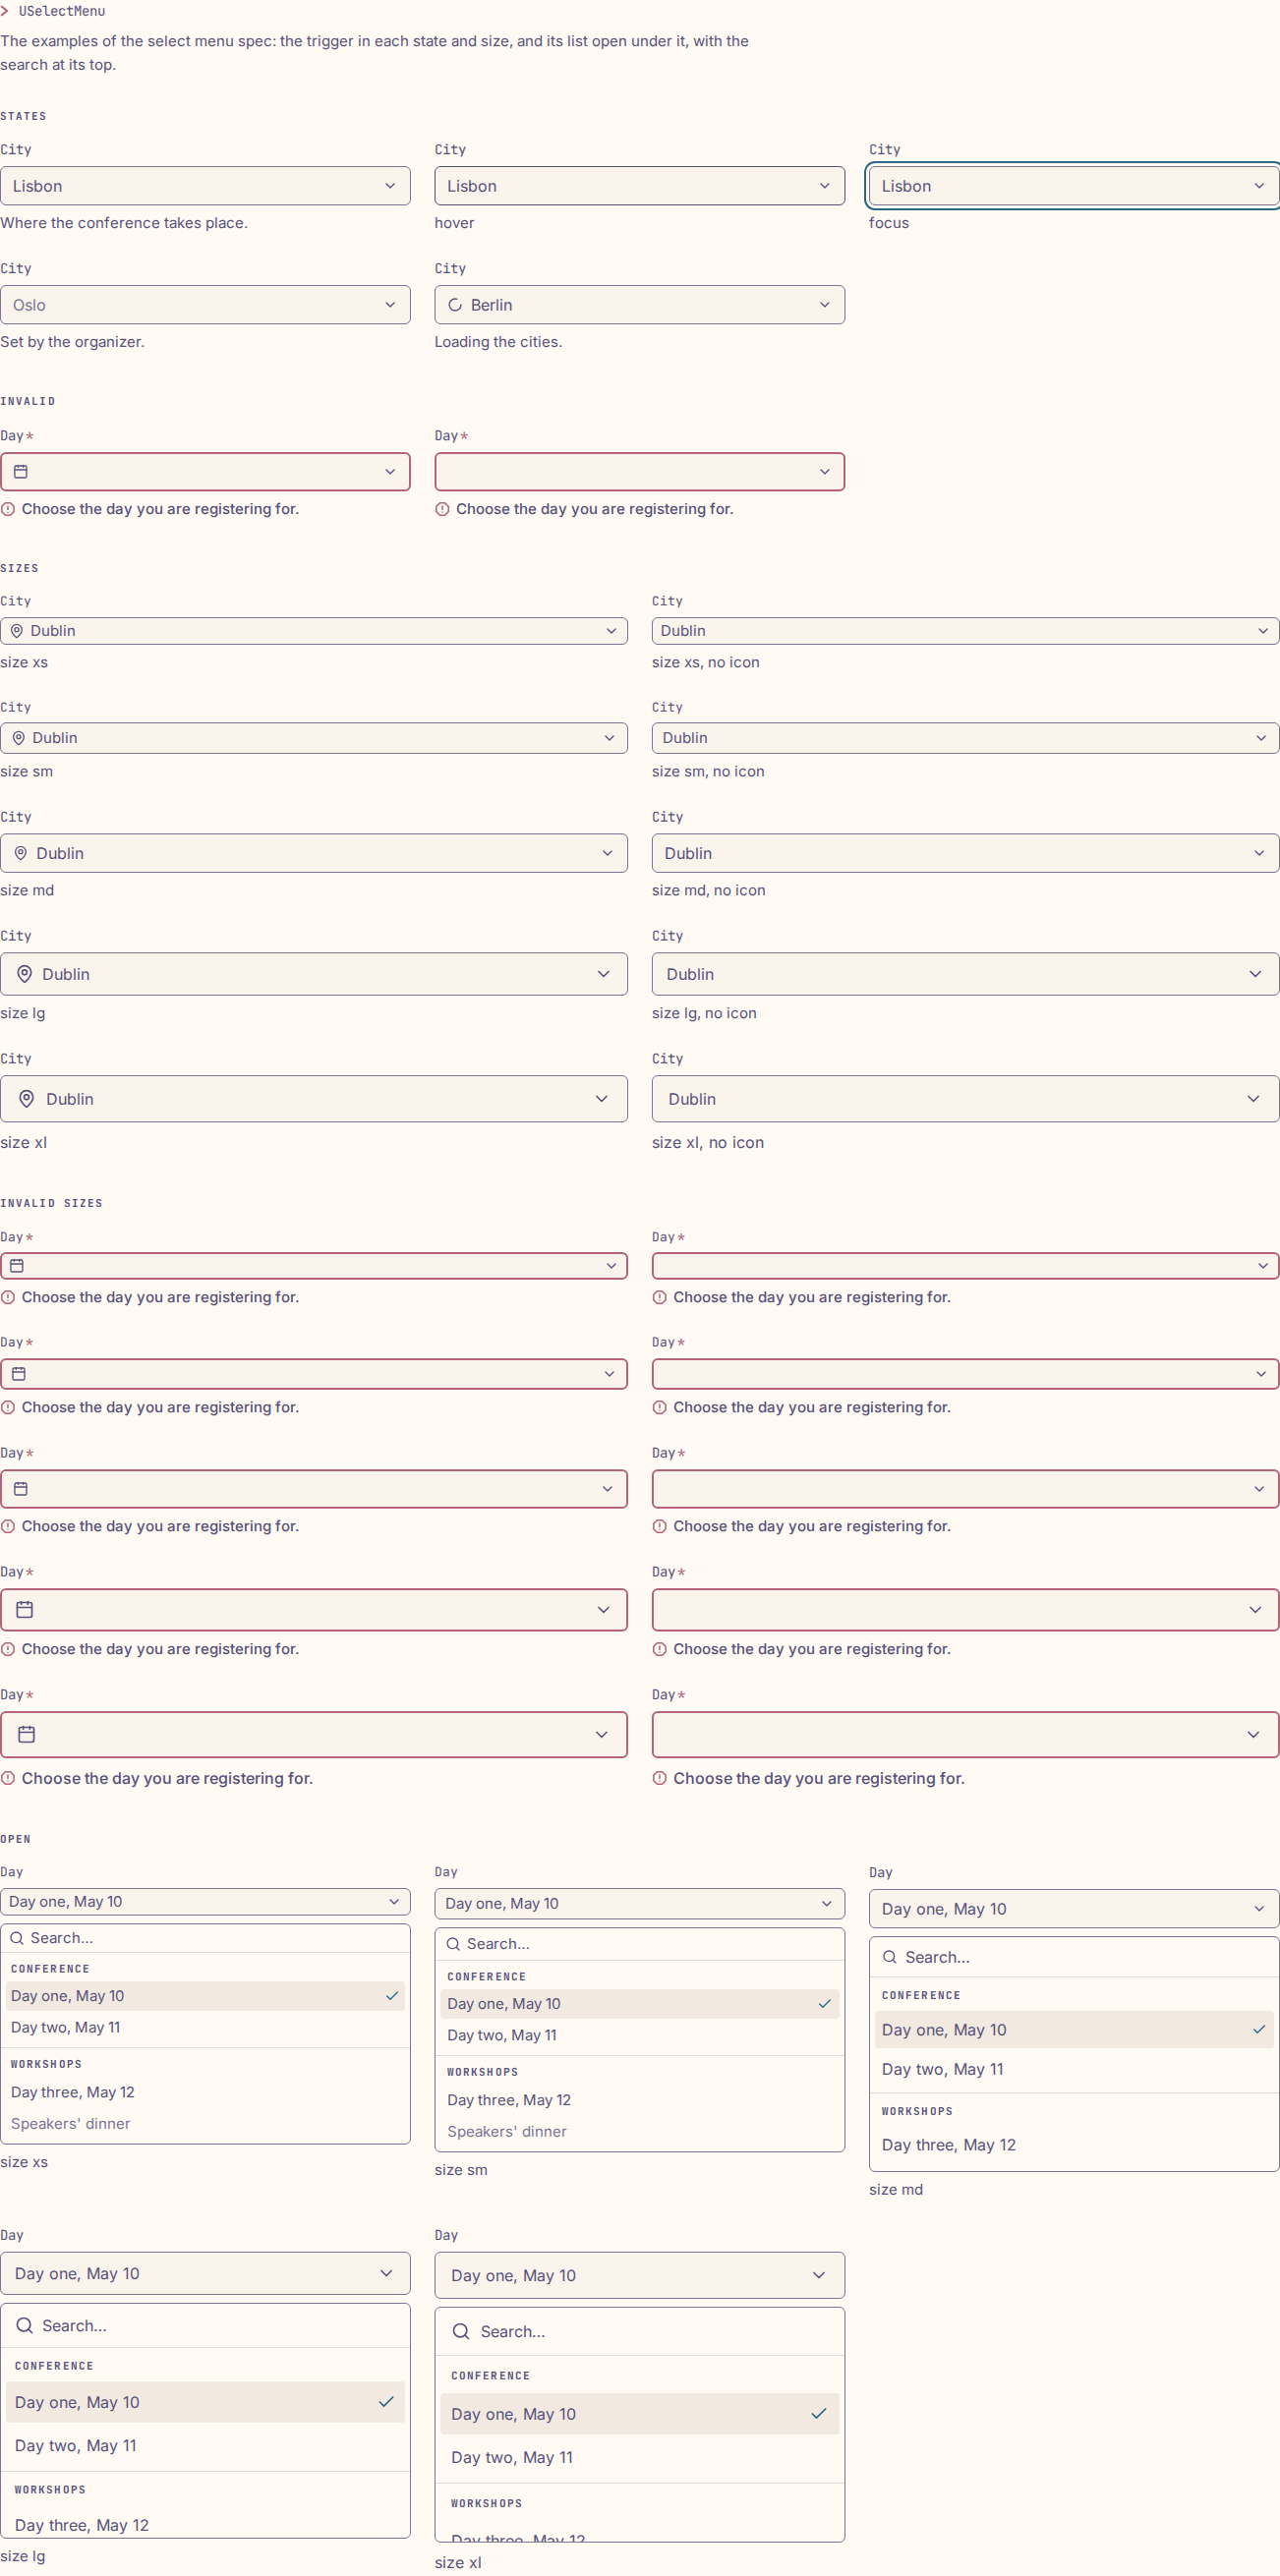 USelectMenu
The examples of the select menu spec: the trigger in each state and size, and its list open under it, with the
search at its top.
STATES
City
City
City
Lisbon
Lisbon
Lisbon
Where the conference takes place.
hover
focus
City
City
Oslo
Berlin
Set by the organizer.
Loading the cities.
INVALID
Day*
Day*
Choose the day you are registering for.
Choose the day you are registering for.
SIZES
City
City
Dublin
Dublin
size xs
size xs, no icon
City
City
Dublin
Dublin
size sm
size sm, no icon
City
City
Dublin
Dublin
size md
size md, no icon
City
City
Dublin
Dublin
size lg
size lg, no icon
City
City
Dublin
Dublin
size xl
size xl, no icon
INVALID SIZES
Day*
Day*
Choose the day you are registering for.
Choose the day you are registering for.
Day*
Day*
Choose the day you are registering for.
Choose the day you are registering for.
Day*
Day*
Choose the day you are registering for.
Choose the day you are registering for.
Day*
Day*
Choose the day you are registering for.
Choose the day you are registering for.
Day*
Day*
Choose the day you are registering for.
Choose the day you are registering for.
OPEN
Day
Day one, May 10
Search...
CONFERENCE
Day one, May 10
Day two, May 11
WORKSHOPS
Day three, May 12
Speakers' dinner
size xs
Day
Day one, May 10
Search...
CONFERENCE
Day one, May 10
Day two, May 11
WORKSHOPS
Day three, May 12
Speakers' dinner
size sm
Day
Day one, May 10
Search...
CONFERENCE
Day one, May 10
Day two, May 11
WORKSHOPS
Day three, May 12
size md
Day
Day one, May 10
Search...
CONFERENCE
Day one, May 10
Day two, May 11
WORKSHOPS
Day three, May 12
size lg
Day
Day one, May 10
Search...
CONFERENCE
Day one, May 10
Day two, May 11
WORKSHOPS
Day three, May 12
size xl